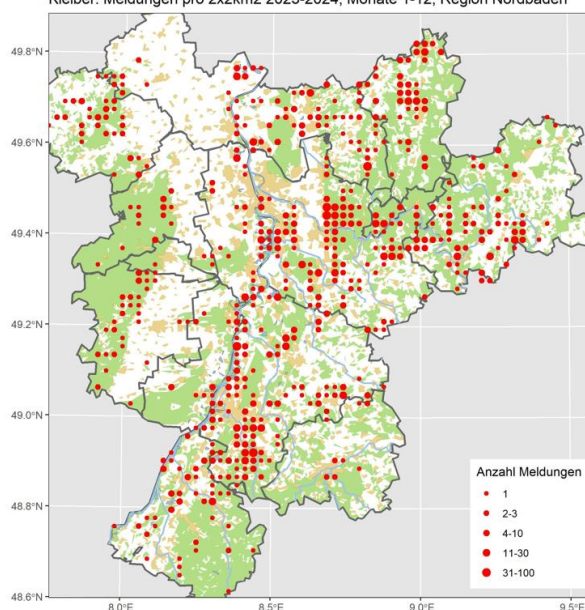 Kleiber: Meldungen pro 2x2km2 2023-2024, Monate 1-12, Region Nordbaden
49.8°N
49.6°N
49.4°N
49.2°N
49.0°N
48.8°N
48.6°N
Anzahl Meldungen
1
2-3
4-10
11-30
31-100
8.0°E
8.5°E
9.0°E
9.5°E